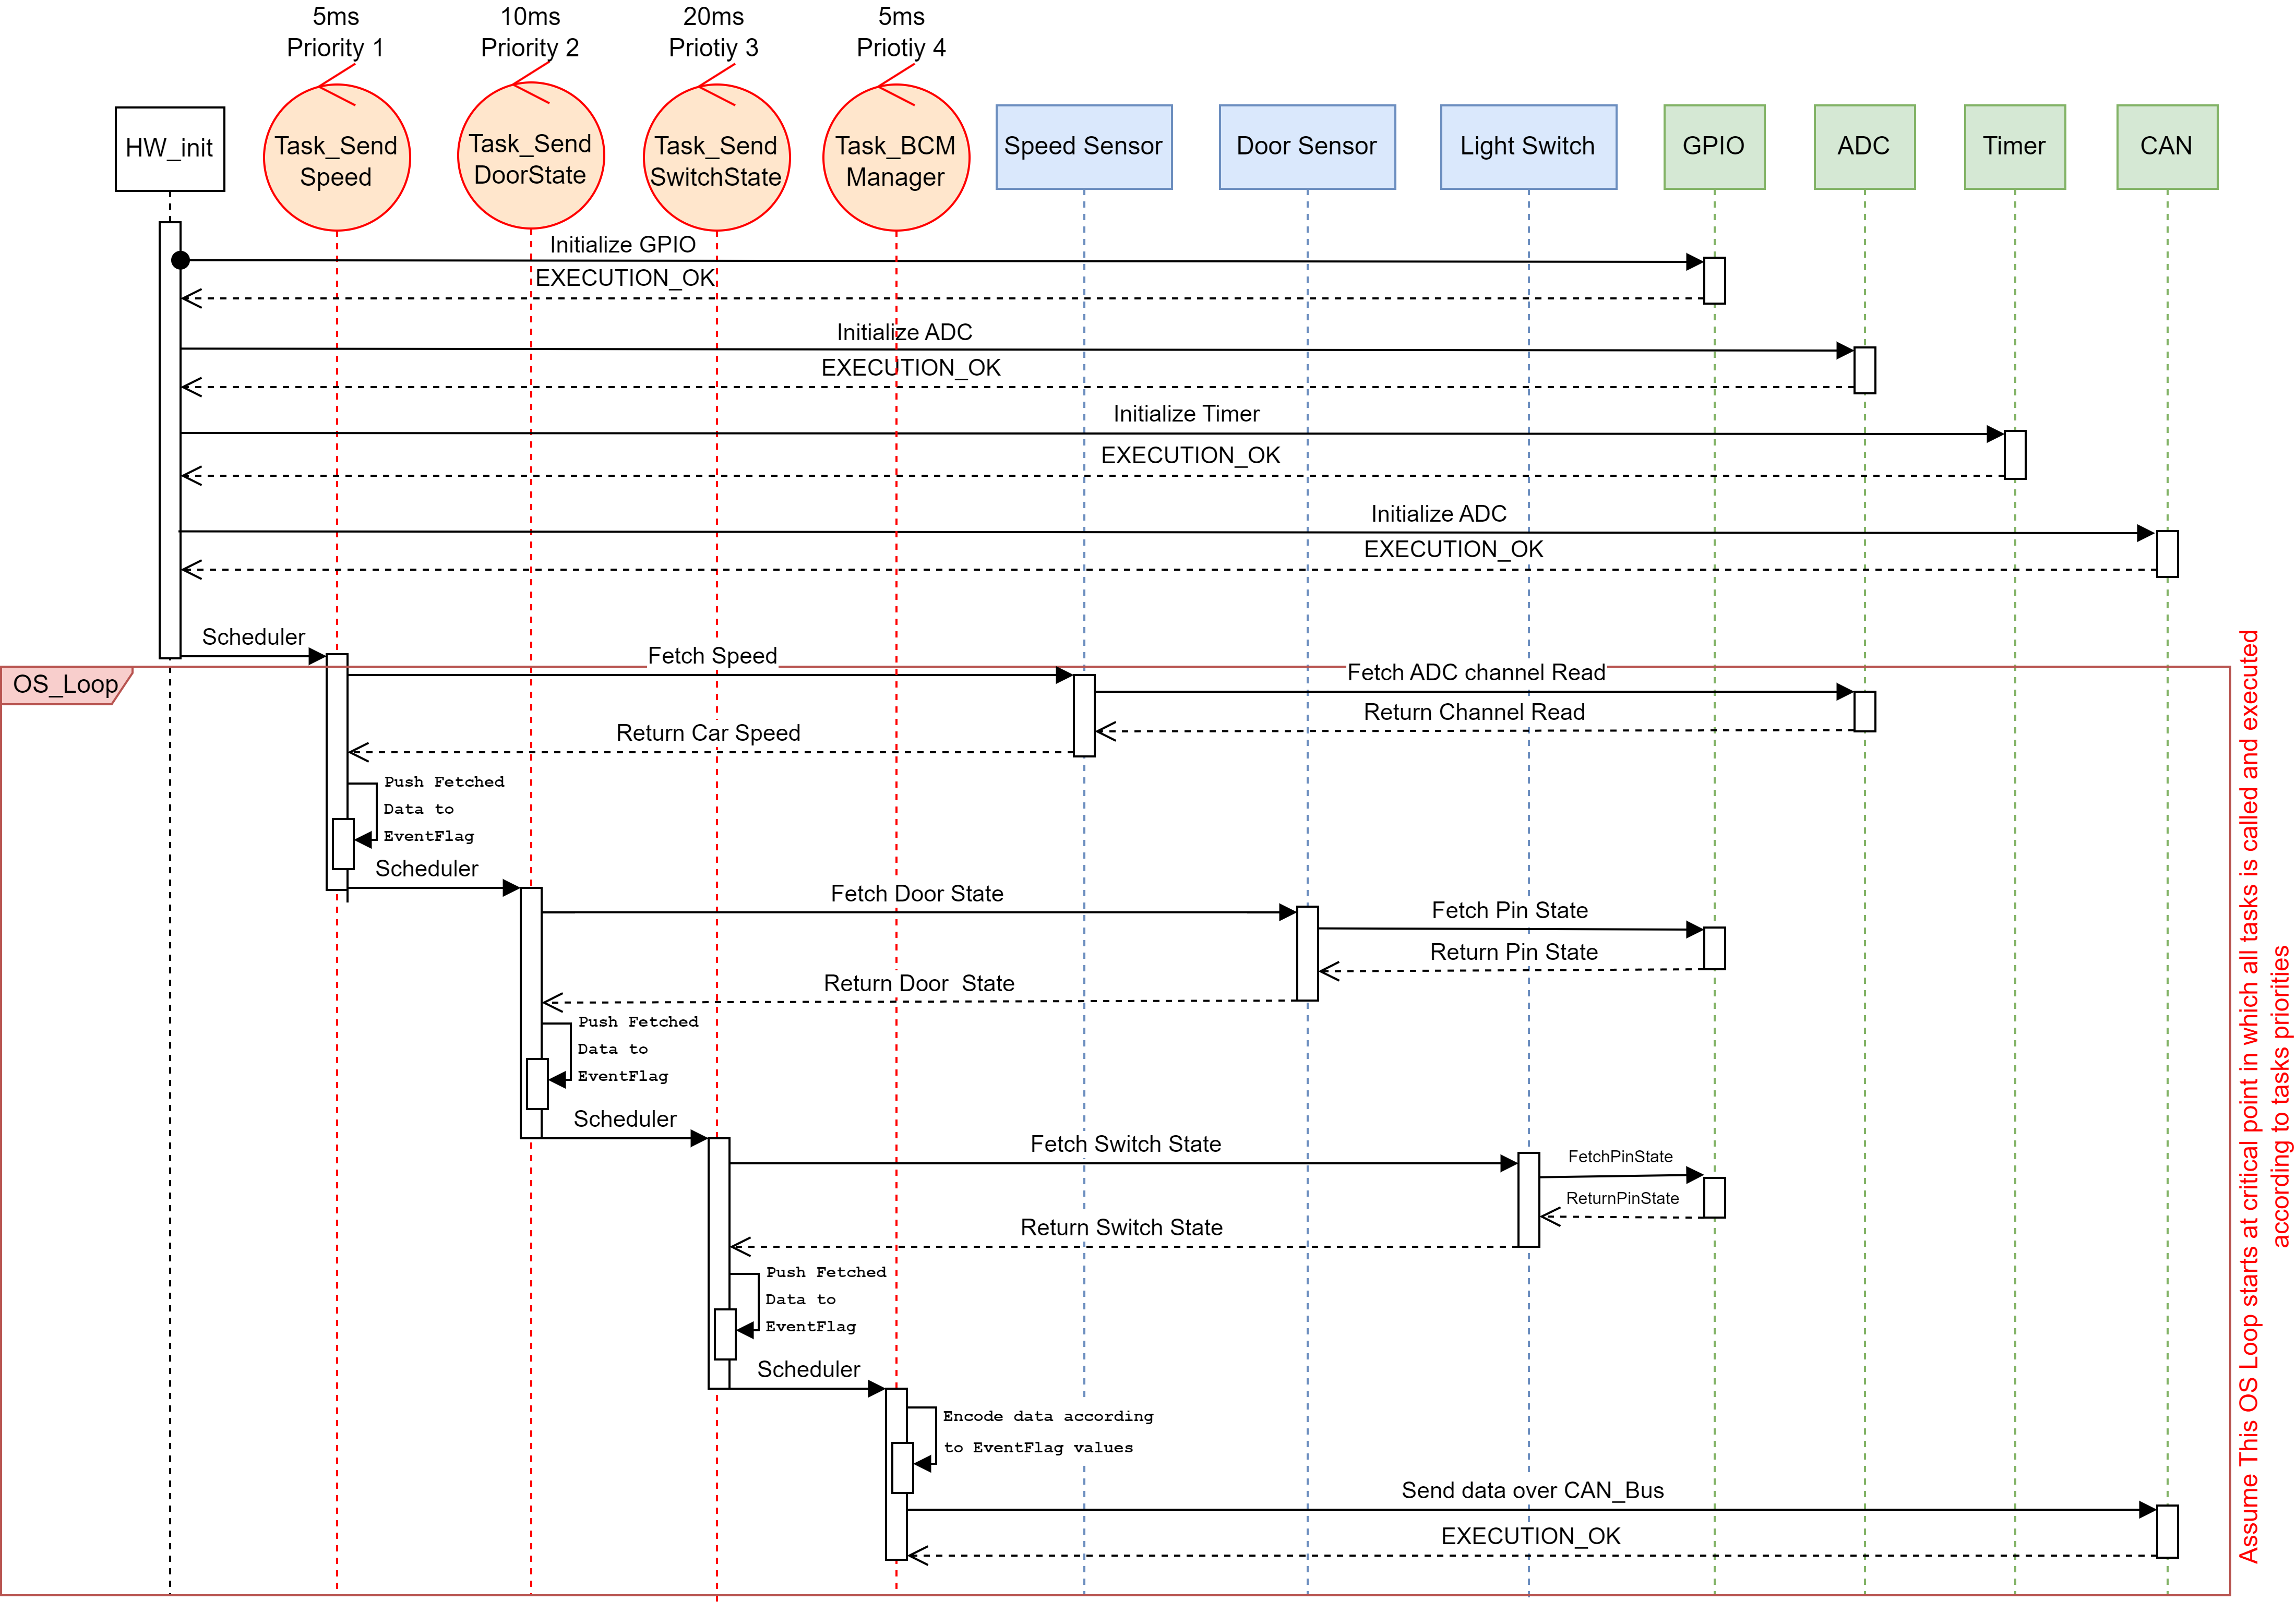 5ms
Priority 1
10ms
Priority 2
20ms
Priotiy 3
5ms
Priotiy 4
HW_init
Task_Send
Speed
Task_Send
DoorState
Task_Send
SwitchState
Task_BCM
Manager
Speed Sensor
Door Sensor
Light Switch
GPIO
ADC
Timer
CAN
Initialize GPIO
EXECUTION_OK
Initialize ADC
EXECUTION_OK
Initialize Timer
EXECUTION_OK
Initialize ADC
EXECUTION_OK
Scheduler
OS_Loop
Fetch Speed
Fetch ADC channel Read
Return Channel Read
Return Car Speed
Push Fetched
Data to
EventFlag
Scheduler
Fetch Door State
Fetch Pin State
Return Pin State
Return Door  State
Push Fetched
Data to
EventFlag
Scheduler
Fetch Switch State
FetchPinState
ReturnPinState
Return Switch State
Push Fetched
Data to
EventFlag
Scheduler
Encode data according
to EventFlag values
Send data over CAN_Bus
EXECUTION_OK
Assume This OS Loop starts at critical point in which all tasks is called and executed
according to tasks priorities